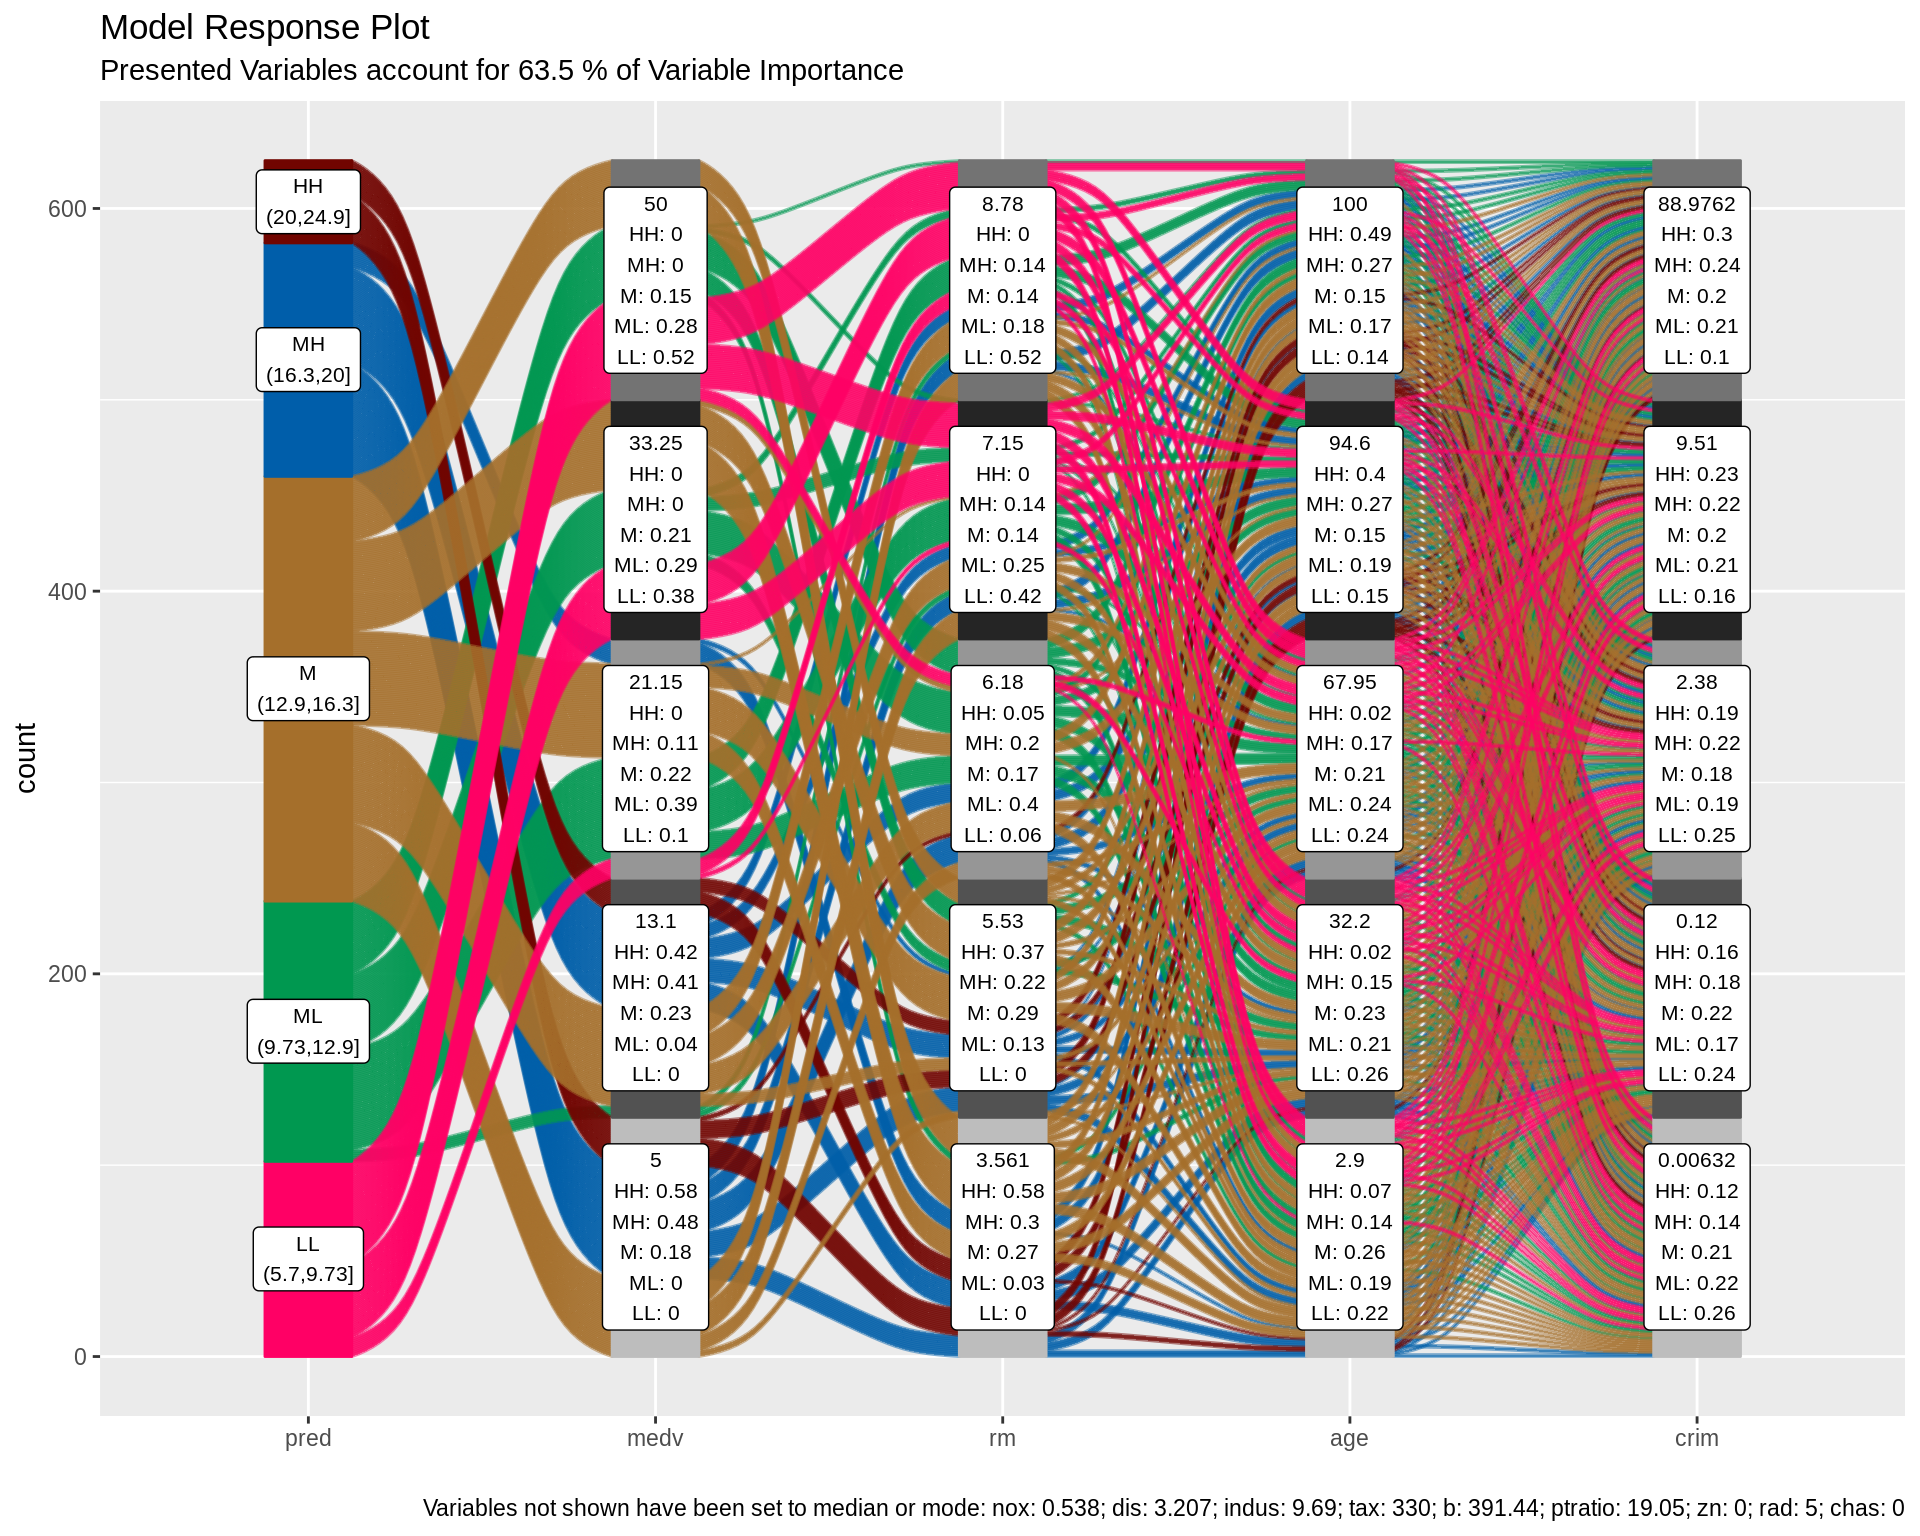 Model Response Plot
Presented Variables account for 63.5 % of Variable Importance
count
600
400
200
0
HH
(20,24.9]
MH
(16.3,20]
M
(12.9,16.3]
ML
(9.73,12.9]
LL
(5.7,9.73]
50
HH: 0
MH: 0
M: 0.15
ML: 0.28
LL: 0.52
33.25
HH: 0
MH: 0
M: 0.21
ML: 0.29
LL: 0.38
21.15
HH: 0
MH: 0.11
M: 0.22
ML: 0.39
LL: 0.1
13.1
HH: 0.42
MH: 0.41
M: 0.23
ML: 0.04
LL: 0
5
HH: 0.58
MH: 0.48
M: 0.18
ML: 0
LL: 0
8.78
HH: 0
MH: 0.14
M: 0.14
ML: 0.18
LL: 0.52
7.15
HH: 0
MH: 0.14
M: 0.14
ML: 0.25
LL: 0.42
6.18
HH: 0.05
MH: 0.2
M: 0.17
ML: 0.4
LL: 0.06
5.53
HH: 0.37
MH: 0.22
M: 0.29
ML: 0.13
LL: 0
3.561
HH: 0.58
MH: 0.3
M: 0.27
ML: 0.03
LL: 0
100
HH: 0.49
MH: 0.27
M: 0.15
ML: 0.17
LL: 0.14
94.6
HH: 0.4
MH: 0.27
M: 0.15
ML: 0.19
LL: 0.15
67.95
HH: 0.02
MH: 0.17
M: 0.21
ML: 0.24
LL: 0.24
32.2
HH: 0.02
MH: 0.15
M: 0.23
ML: 0.21
LL: 0.26
2.9
HH: 0.07
MH: 0.14
M: 0.26
ML: 0.19
LL: 0.22
88.9762
HH: 0.3
MH: 0.24
M: 0.2
ML: 0.21
LL: 0.1
9.51
HH: 0.23
MH: 0.22
M: 0.2
ML: 0.21
LL: 0.16
2.38
HH: 0.19
MH: 0.22
M: 0.18
ML: 0.19
LL: 0.25
0.12
HH: 0.16
MH: 0.18
M: 0.22
ML: 0.17
LL: 0.24
0.00632
HH: 0.12
MH: 0.14
M: 0.21
ML: 0.22
LL: 0.26
pred
medv
rm
age
crim
Variables not shown have been set to median or mode: nox: 0.538; dis: 3.207; indus: 9.69; tax: 330; b: 391.44; ptratio: 19.05; zn: 0; rad: 5; chas: 0